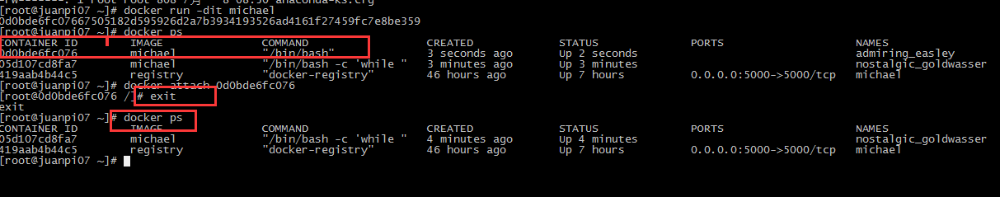 -rw-------. 1 root root 808 7月 8 08:50 anaconda-ks.cfg
[root@juanpi07 ~]# docker run -dit michael
0d0bde6fc07667505182d595926d2a7b3934193526ad4161f27459fc7e8be359
[root@juanpi07 ~]# docker ps
CONTAINER ID IMAGE COMMAND CREATED STATUS PORTS NAMES
0d0bde6fc076 michael "/bin/bash" 3 seconds ago Up 2 seconds admiring_easley
05d107cd8fa7 michael "/bin/bash -c 'while " 3 minutes ago Up 3 minutes nostalgic_goldwasser
419aab4b44c5 registry "docker-registry" 46 hours ago Up 7 hours 0.0.0.0:5000->5000/tcp michael
[root@juanpi07 ~]# docker attach 0d0bde6fc076
[root@0d0bde6fc076 /]# exit
exit
[root@juanpi07 ~]# docker ps
CONTAINER ID IMAGE COMMAND CREATED STATUS PORTS NAMES
05d107cd8fa7 michael "/bin/bash -c 'while " 4 minutes ago Up 4 minutes nostalgic_goldwasser
419aab4b44c5 registry "docker-registry" 46 hours ago Up 7 hours 0.0.0.0:5000->5000/tcp michael
[root@juanpi07 ~]#